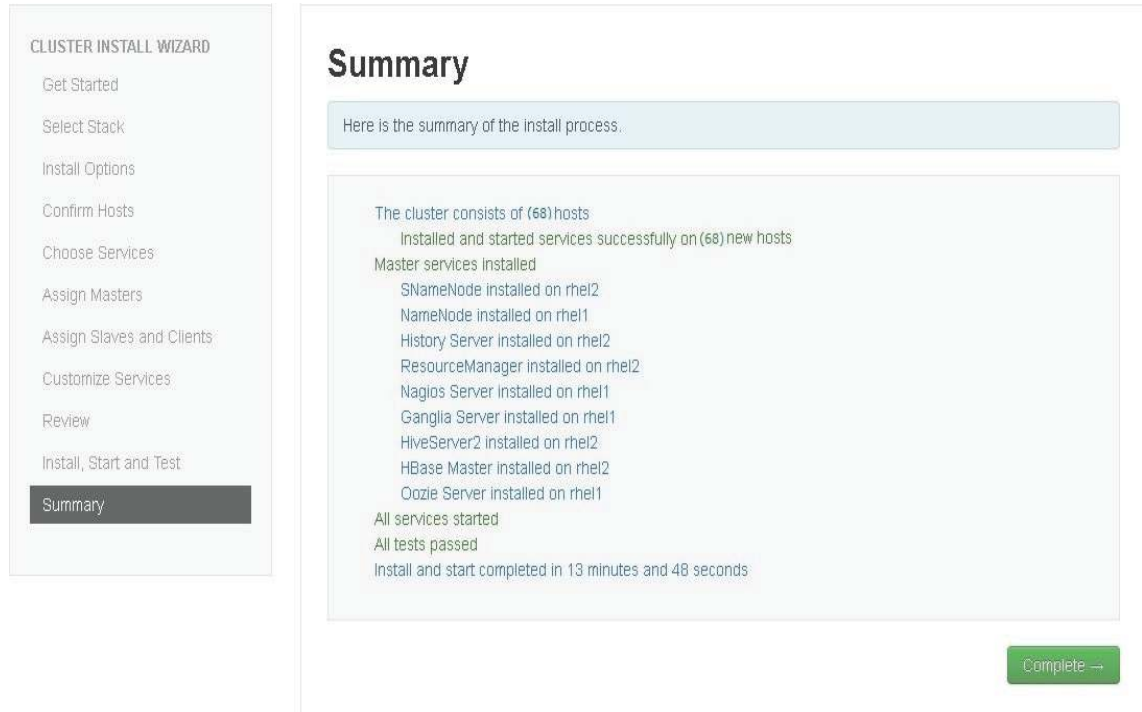 CLUSTER INSTALL WIZARD
Get Started
Select Stack
Install Options
Confirm Hosts
Choose Services
Assign Masters
Assign Slaves and Clients
Customize Services
Review
Install, Start and Test
Summary
Summary
Here is the summary of the install process.
The cluster consists of (68) hosts
Installed and started services successfully on (68) new hosts
Master services installed
SNameNode installed on rhel2
NameNode installed on rhel1
History Server installed on rhel2
ResourceManager installed on rhel2
Nagios Server installed on rhel1
Ganglia Server installed on rhel1
HiveServer2 installed on rhel2
HBase Master installed on rhel2
Oozie Server installed on rhel1
All services started
All tests passed
Install and start completed in 13 minutes and 48 seconds
Complete →